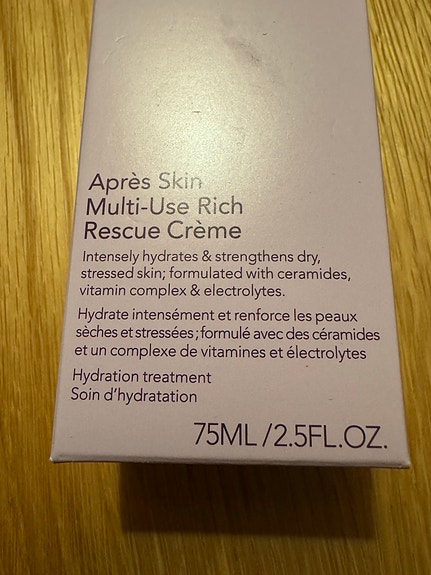 Après Skin
Multi-Use Rich
Rescue Crème
Intensely hydrates & strengthens dry,
stressed skin; formulated with ceramides,
vitamin complex & electrolytes.
Hydrate intensément et renforce les peaux
sèches et stressées ; formulé avec des céramides
et un complexe de vitamines et électrolytes
Hydration treatment
Soin d'hydratation
75ML / 2.5FL.OZ.